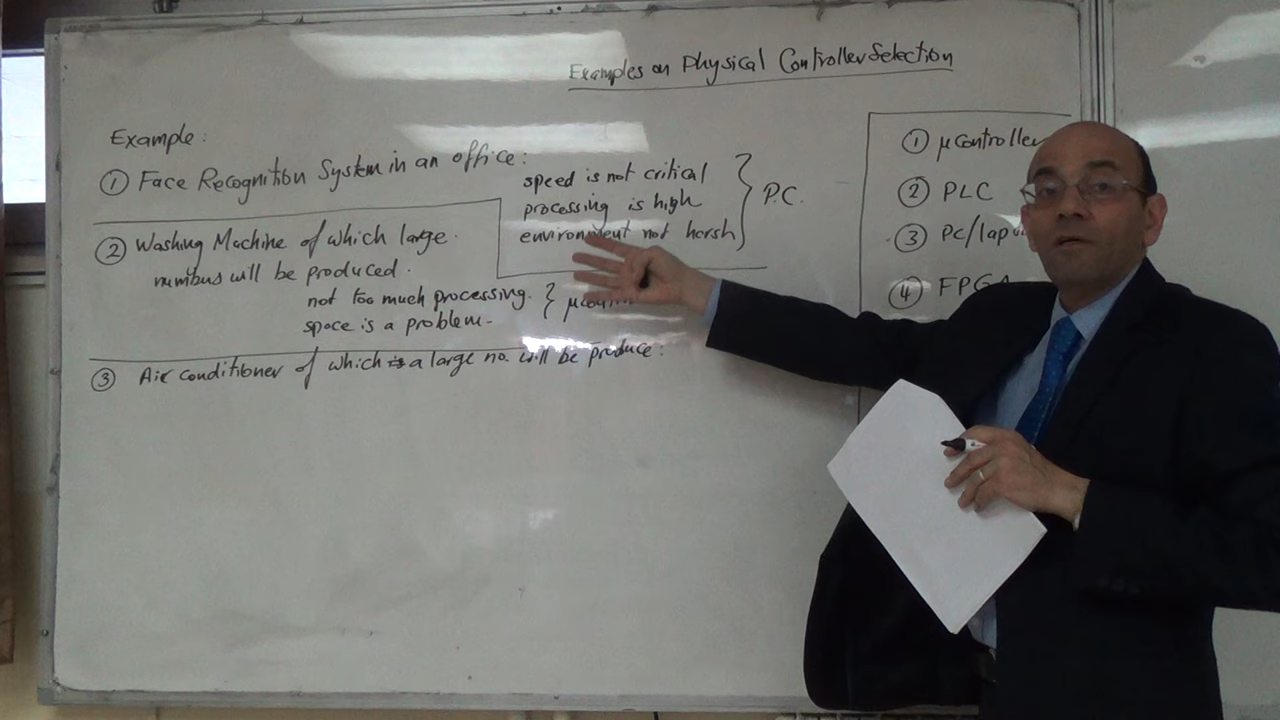 Examples on Physical Controller Selection
Example:
① Face Recognition System in an office:
speed is not critical
processing is high
environment not harsh
P.C.
② Washing Machine of which large
numbers will be produced.
not too much processing.
space is a problem.
③ Air conditioner of which is a large no. will be produce:
① μController
② PLC
③ Pc/lap
④ FPGA